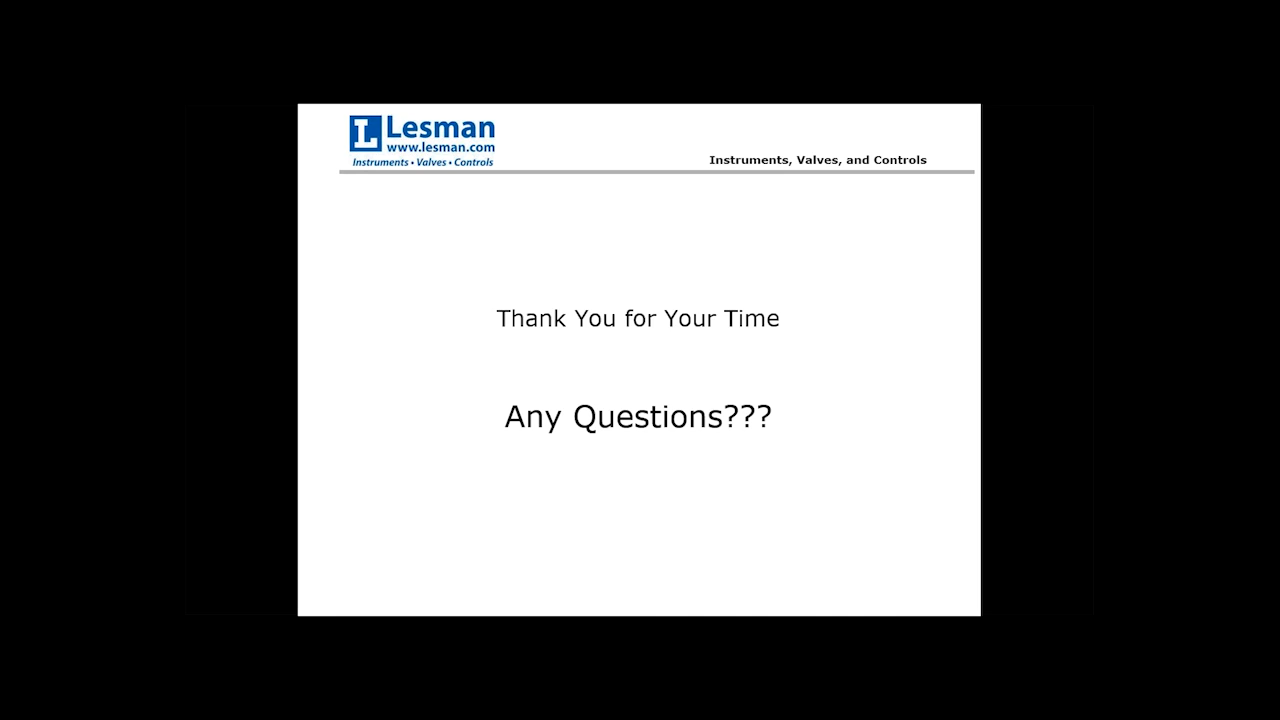 Lesman
www.lesman.com
Instruments • Valves • Controls
Instruments, Valves, and Controls
Thank You for Your Time
Any Questions???